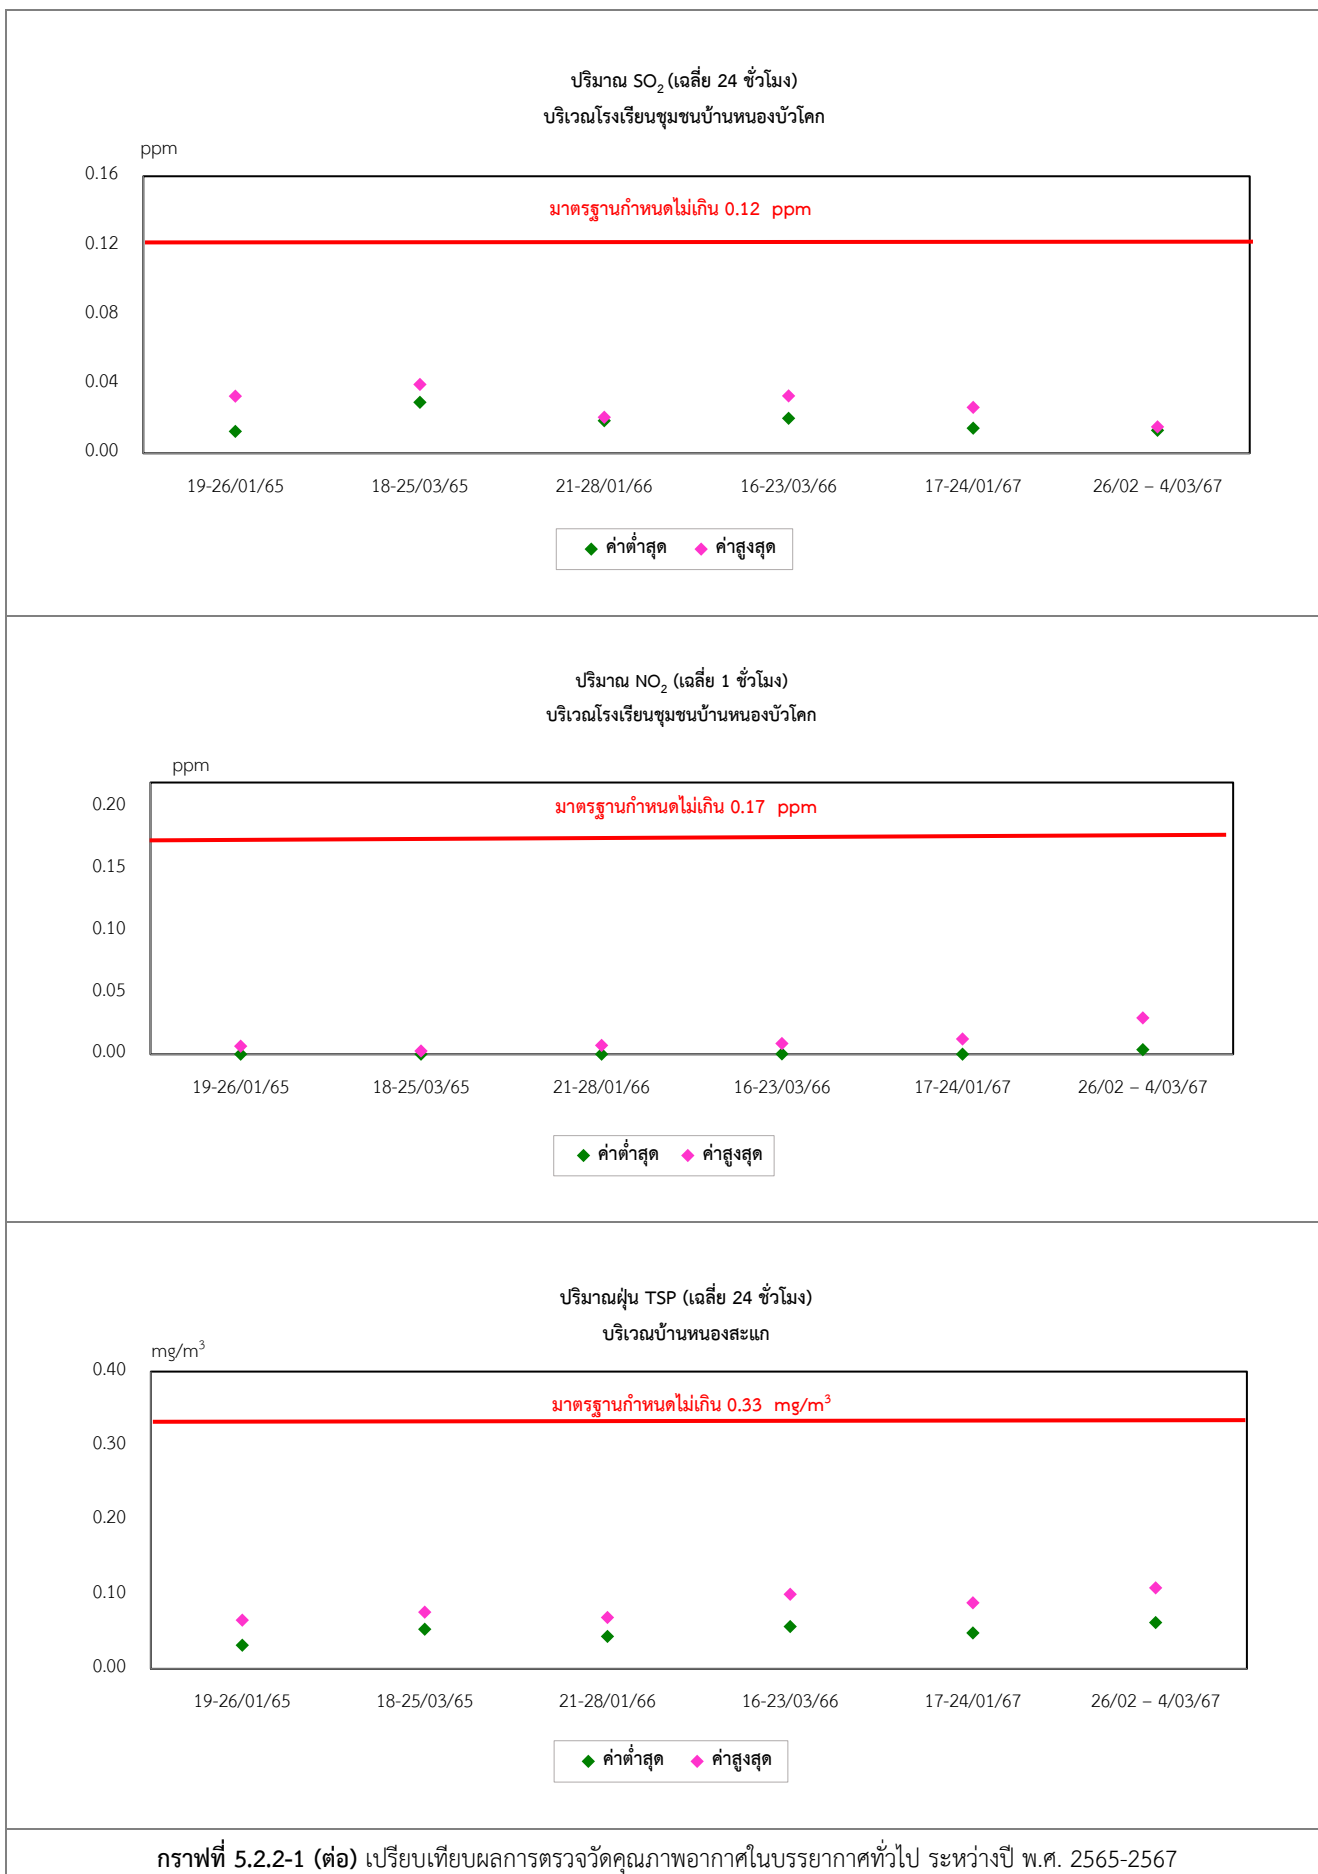 ปริมาณ SO2 (เฉลี่ย 24 ชั่วโมง)
บริเวณโรงเรียนชุมชนบ้านหนองบัวโคก
ppm
0.16
มาตรฐานกำหนดไม่เกิน 0.12 ppm
0.12
0.08
0.04
0.00
19-26/01/65 18-25/03/65 21-28/01/66 16-23/03/66 17-24/01/67 26/02 – 4/03/67
ค่าต่ำสุด ค่าสูงสุด
ปริมาณ NO2 (เฉลี่ย 1 ชั่วโมง)
บริเวณโรงเรียนชุมชนบ้านหนองบัวโคก
ppm
0.20
มาตรฐานกำหนดไม่เกิน 0.17 ppm
0.15
0.10
0.05
0.00
19-26/01/65 18-25/03/65 21-28/01/66 16-23/03/66 17-24/01/67 26/02 – 4/03/67
ค่าต่ำสุด ค่าสูงสุด
ปริมาณฝุ่น TSP (เฉลี่ย 24 ชั่วโมง)
บริเวณบ้านหนองสะแก
mg/m3
0.40
มาตรฐานกำหนดไม่เกิน 0.33 mg/m3
0.30
0.20
0.10
0.00
19-26/01/65 18-25/03/65 21-28/01/66 16-23/03/66 17-24/01/67 26/02 – 4/03/67
ค่าต่ำสุด ค่าสูงสุด
กราฟที่ 5.2.2-1 (ต่อ) เปรียบเทียบผลการตรวจวัดคุณภาพอากาศในบรรยากาศทั่วไป ระหว่างปี พ.ศ. 2565-2567